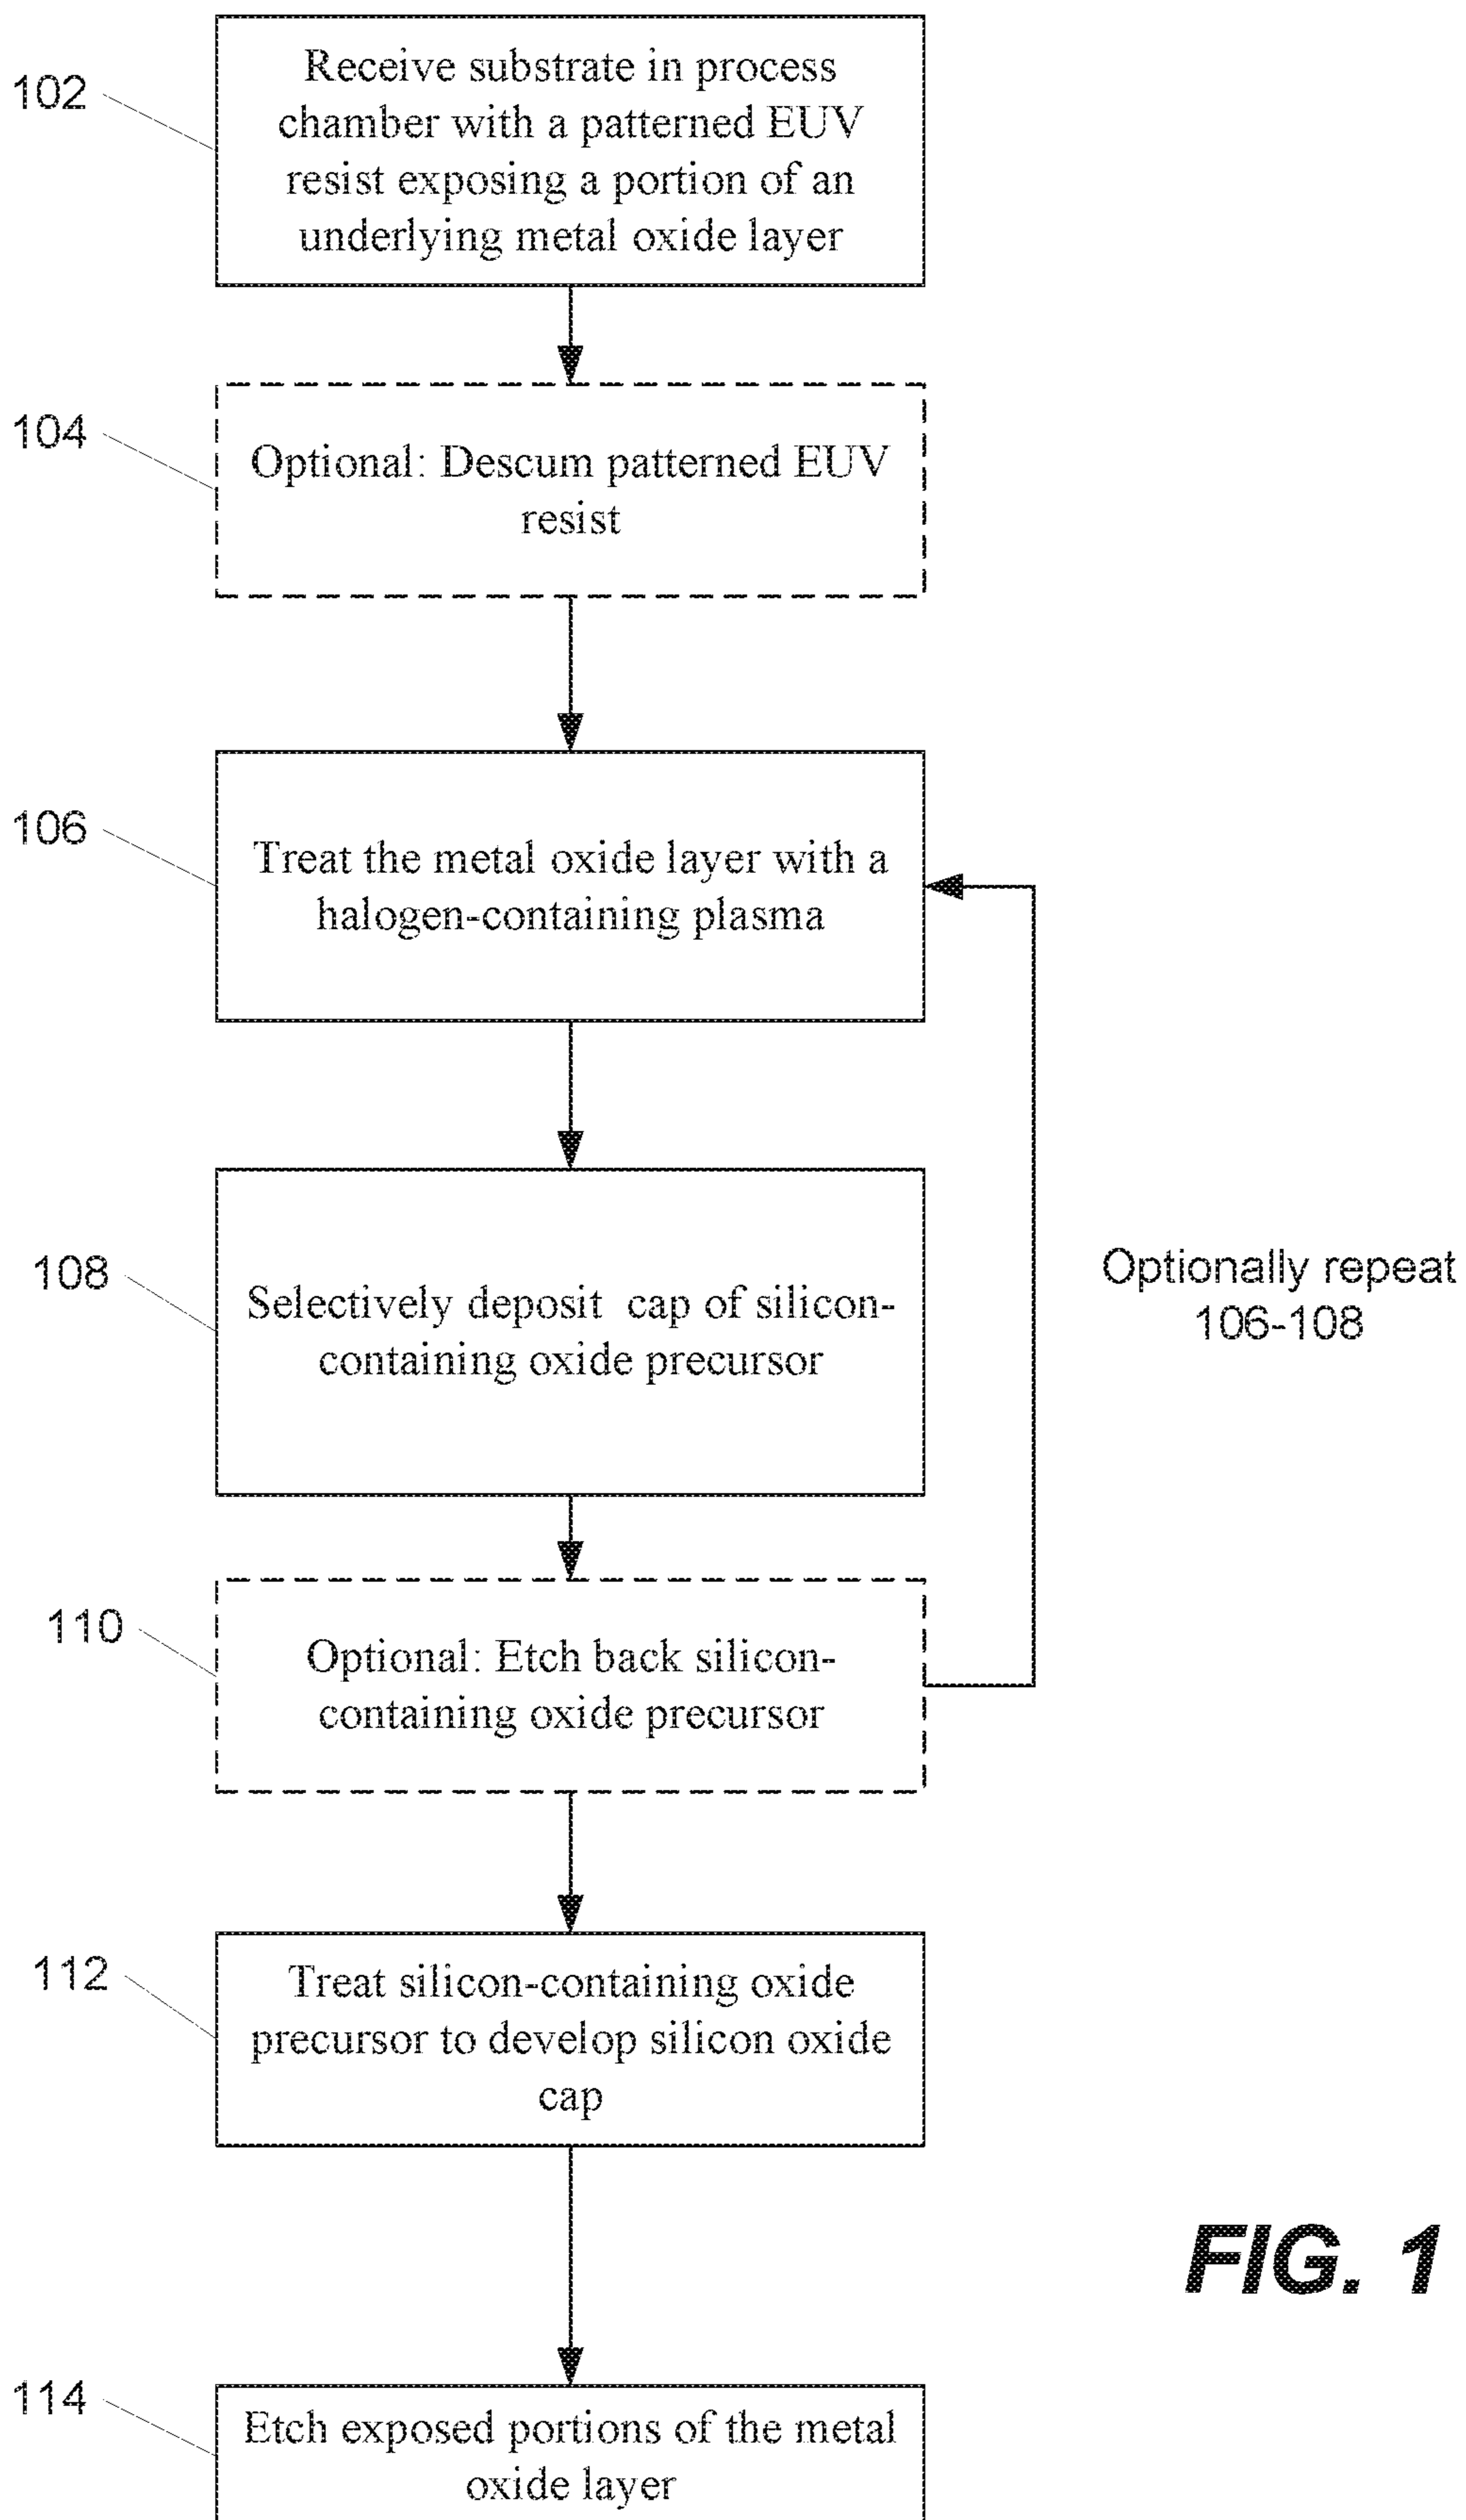 102
Receive substrate in process
chamber with a patterned EUV
resist exposing a portion of an
underlying metal oxide layer
104
Optional: Descum patterned EUV
resist
106
Treat the metal oxide layer with a
halogen-containing plasma
108
Selectively deposit cap of silicon-
containing oxide precursor
Optionally repeat
106-108
110
Optional: Etch back silicon-
containing oxide precursor
112
Treat silicon-containing oxide
precursor to develop silicon oxide
cap
FIG. 1
114
Etch exposed portions of the metal
oxide layer